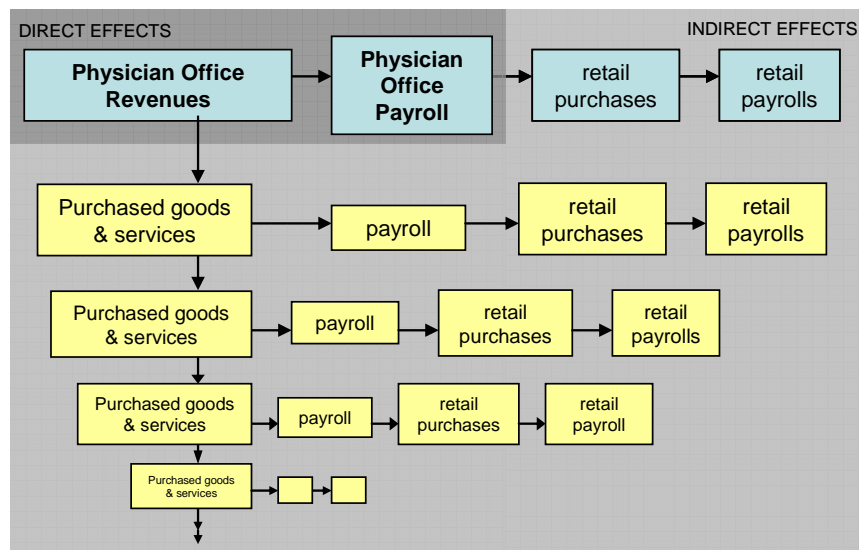 DIRECT EFFECTS
INDIRECT EFFECTS
Physician Office
Revenues
Physician
Office
Payroll
retail
purchases
retail
payrolls
Purchased goods
& services
payroll
retail
purchases
retail
payrolls
Purchased goods
& services
payroll
retail
purchases
retail
payrolls
Purchased goods
& services
payroll
retail
purchases
retail
payroll
Purchased goods
& services